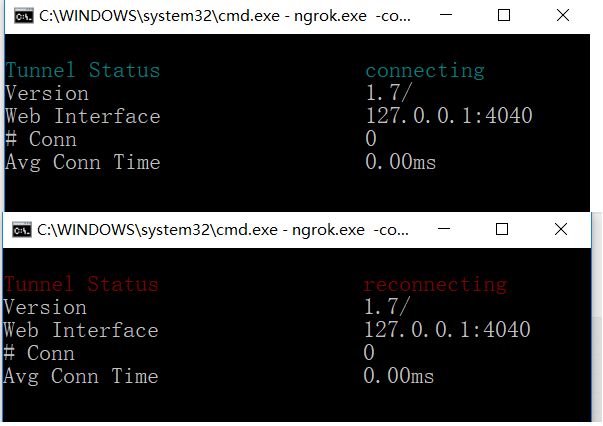 C:\WINDOWS\system32\cmd.exe - ngrok.exe -co...
Tunnel Status connecting
Version 1.7/
Web Interface 127.0.0.1:4040
# Conn 0
Avg Conn Time 0.00ms
C:\WINDOWS\system32\cmd.exe - ngrok.exe -co...
Tunnel Status reconnecting
Version 1.7/
Web Interface 127.0.0.1:4040
# Conn 0
Avg Conn Time 0.00ms